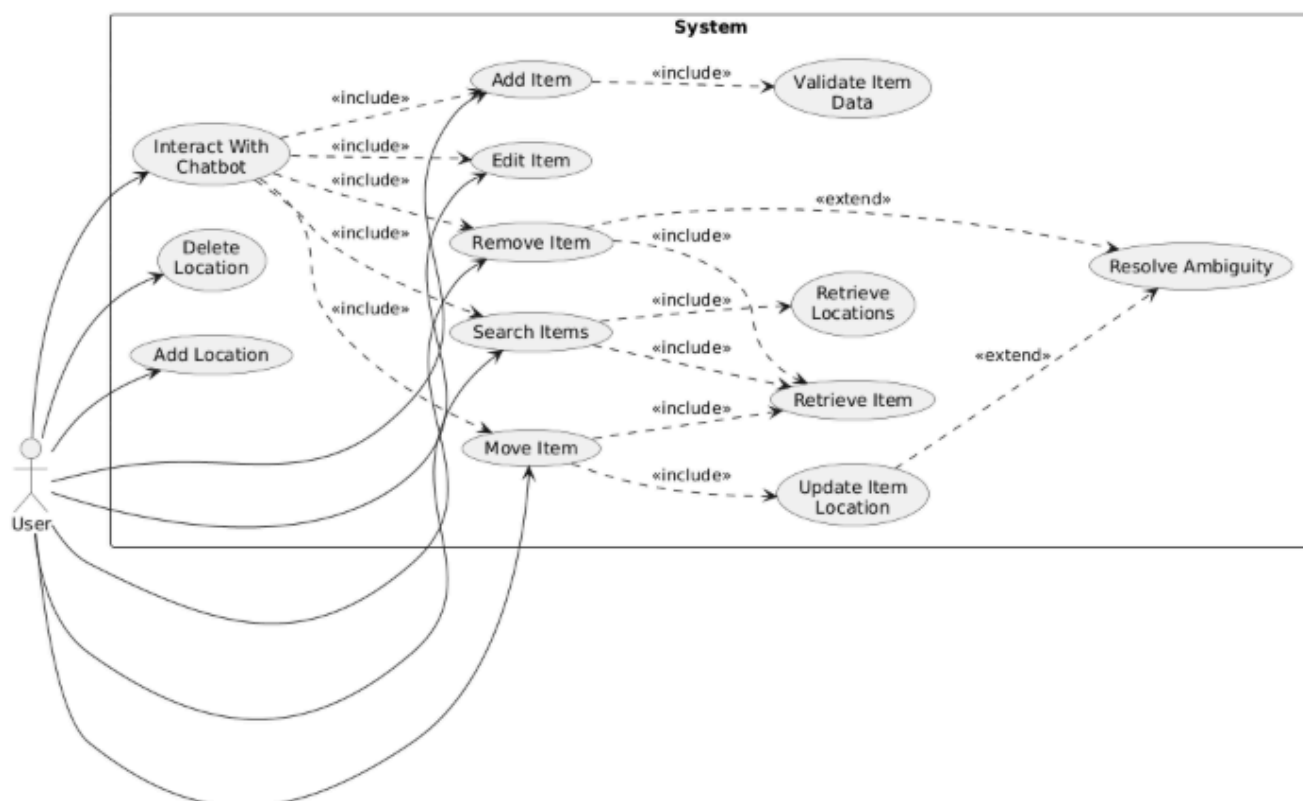 System
Add Item
«include»
Validate Item
Data
«include»
Interact With
Chatbot
«include»
Edit Item
«include»
«extend»
Delete
Location
«include»
Remove Item
«include»
Resolve Ambiguity
Retrieve
Locations
«include»
«include»
Search Items
Add Location
«include»
«extend»
Retrieve Item
«include»
Move Item
«include»
Update Item
Location
User